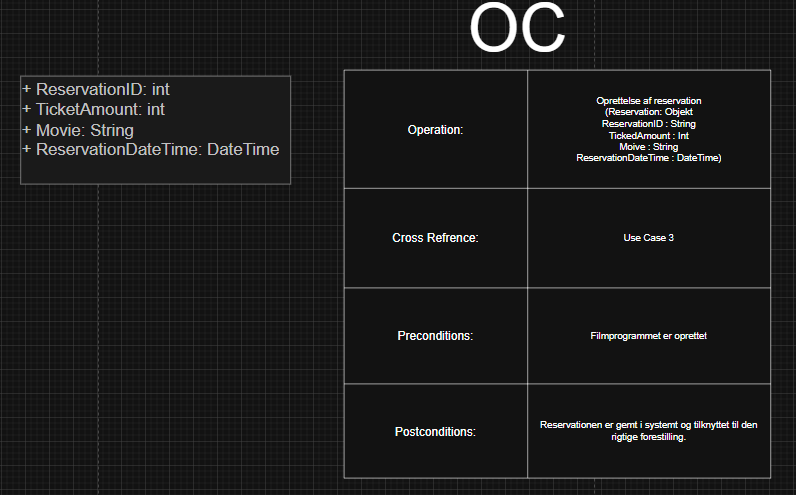 OC
+ ReservationID: int
+ TicketAmount: int
+ Movie: String
+ ReservationDateTime: DateTime
Operation:
Oprettelse af reservation
(Reservation: Objekt
ReservationID : String
TickedAmount : Int
Moive : String
ReservationDateTime : DateTime)
Cross Refrence:
Use Case 3
Preconditions:
Filmprogrammet er oprettet
Postconditions:
Reservationen er gemt i systemt og tilknyttet til den
rigtige forestilling.